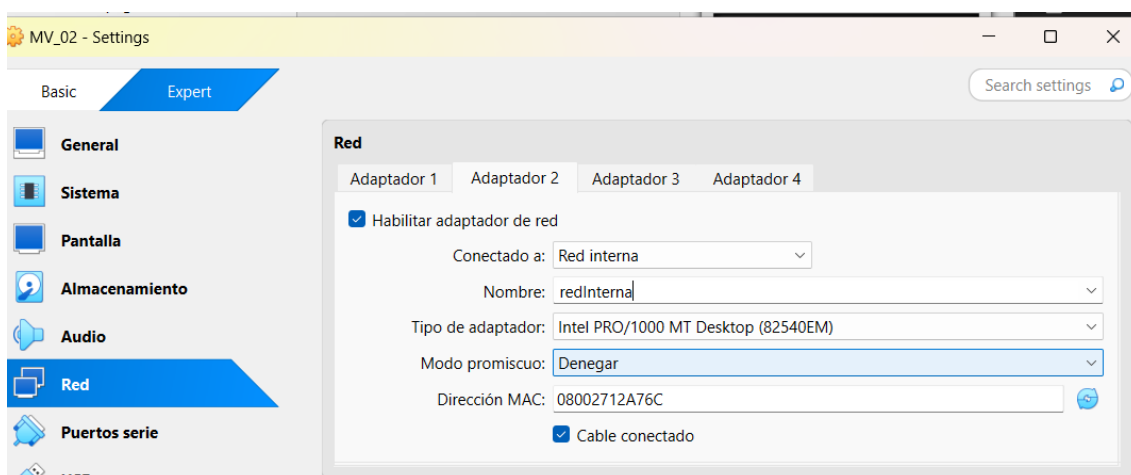 MV_02 - Settings
Basic
Expert
Search settings
General
Sistema
Pantalla
Almacenamiento
Audio
Red
Puertos serie
Red
Adaptador 1 Adaptador 2 Adaptador 3 Adaptador 4
Habilitar adaptador de red
Conectado a: Red interna
Nombre: redInterna
Tipo de adaptador: Intel PRO/1000 MT Desktop (82540EM)
Modo promiscuo: Denegar
Dirección MAC: 08002712A76C
Cable conectado